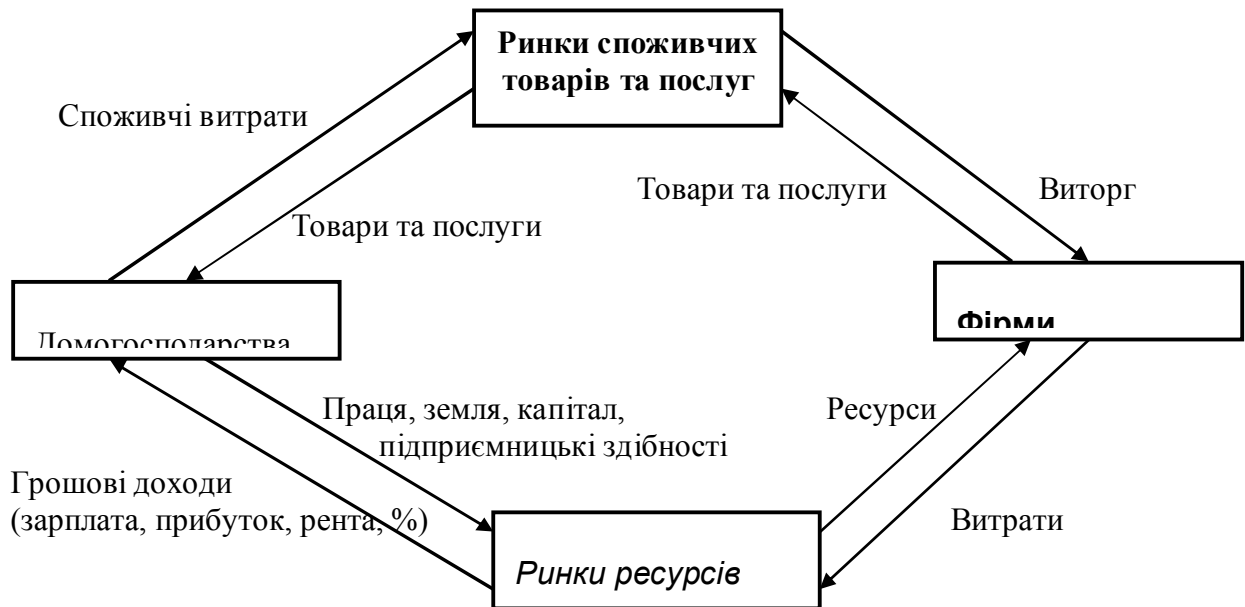 Ринки споживчих
товарів та послуг
Споживчі витрати
Товари та послуги
Виторг
Товари та послуги
Домогосподарства
Фірми
Праця, земля, капітал,
підприємницькі здібності
Ресурси
Грошові доходи
(зарплата, прибуток, рента, %)
Витрати
Ринки ресурсів